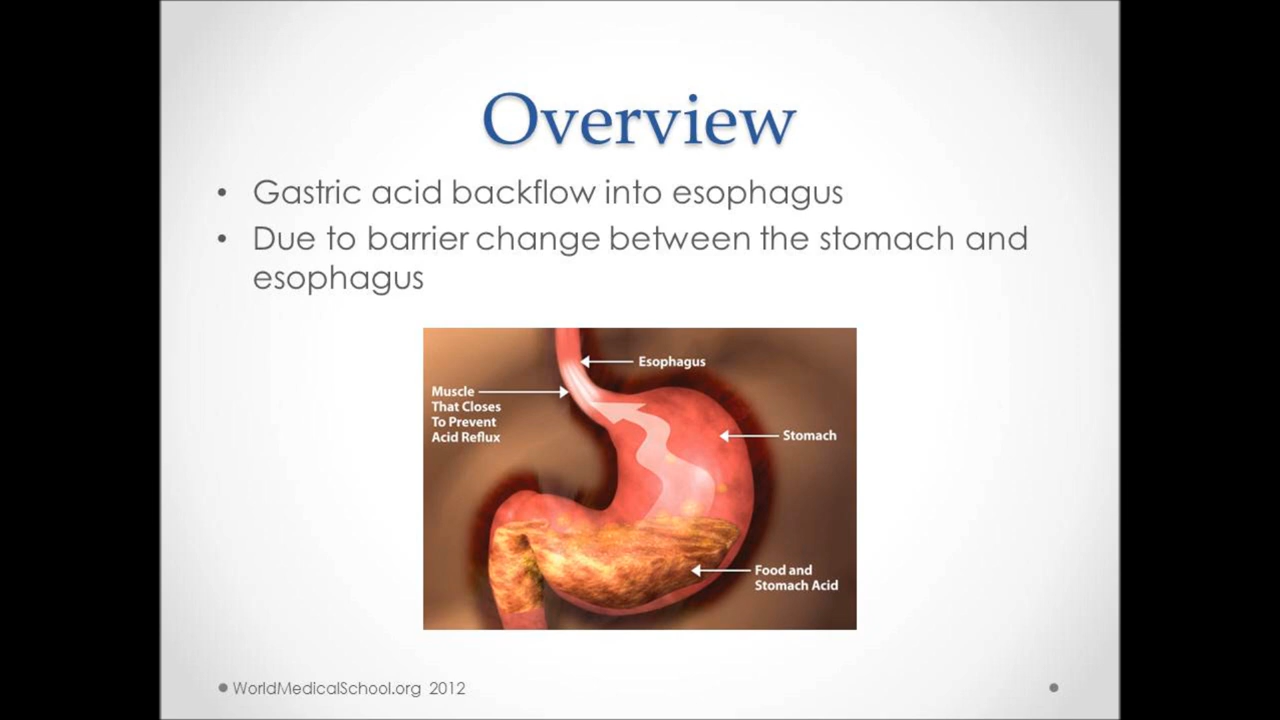 Overview
• Gastric acid backflow into esophagus
• Due to barrier change between the stomach and
esophagus
Esophagus
Muscle
That Closes
To Prevent
Acid Reflux
Stomach
Food and
Stomach Acid
WorldMedicalSchool.org 2012